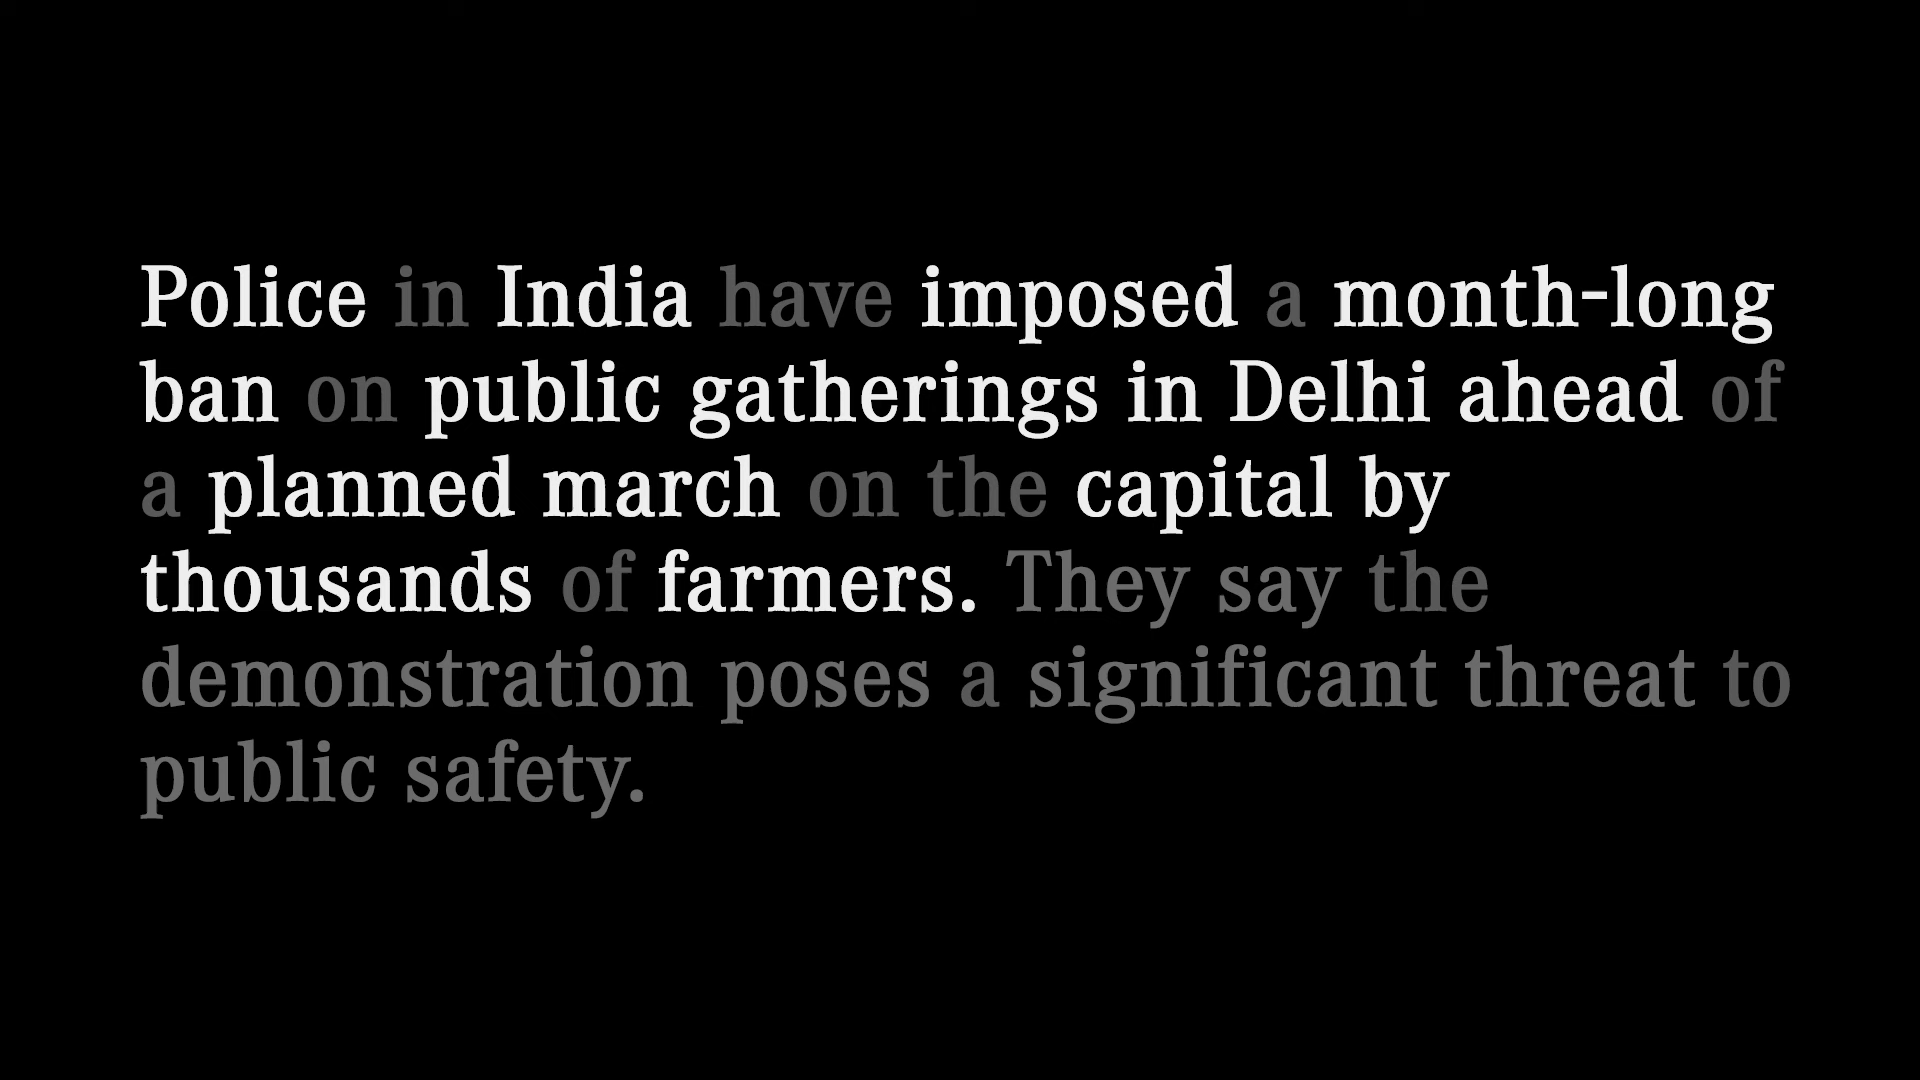 Police in India have imposed a month-long
ban on public gatherings in Delhi ahead of
a planned march on the capital by
thousands of farmers. They say the
demonstration poses a significant threat to
public safety.